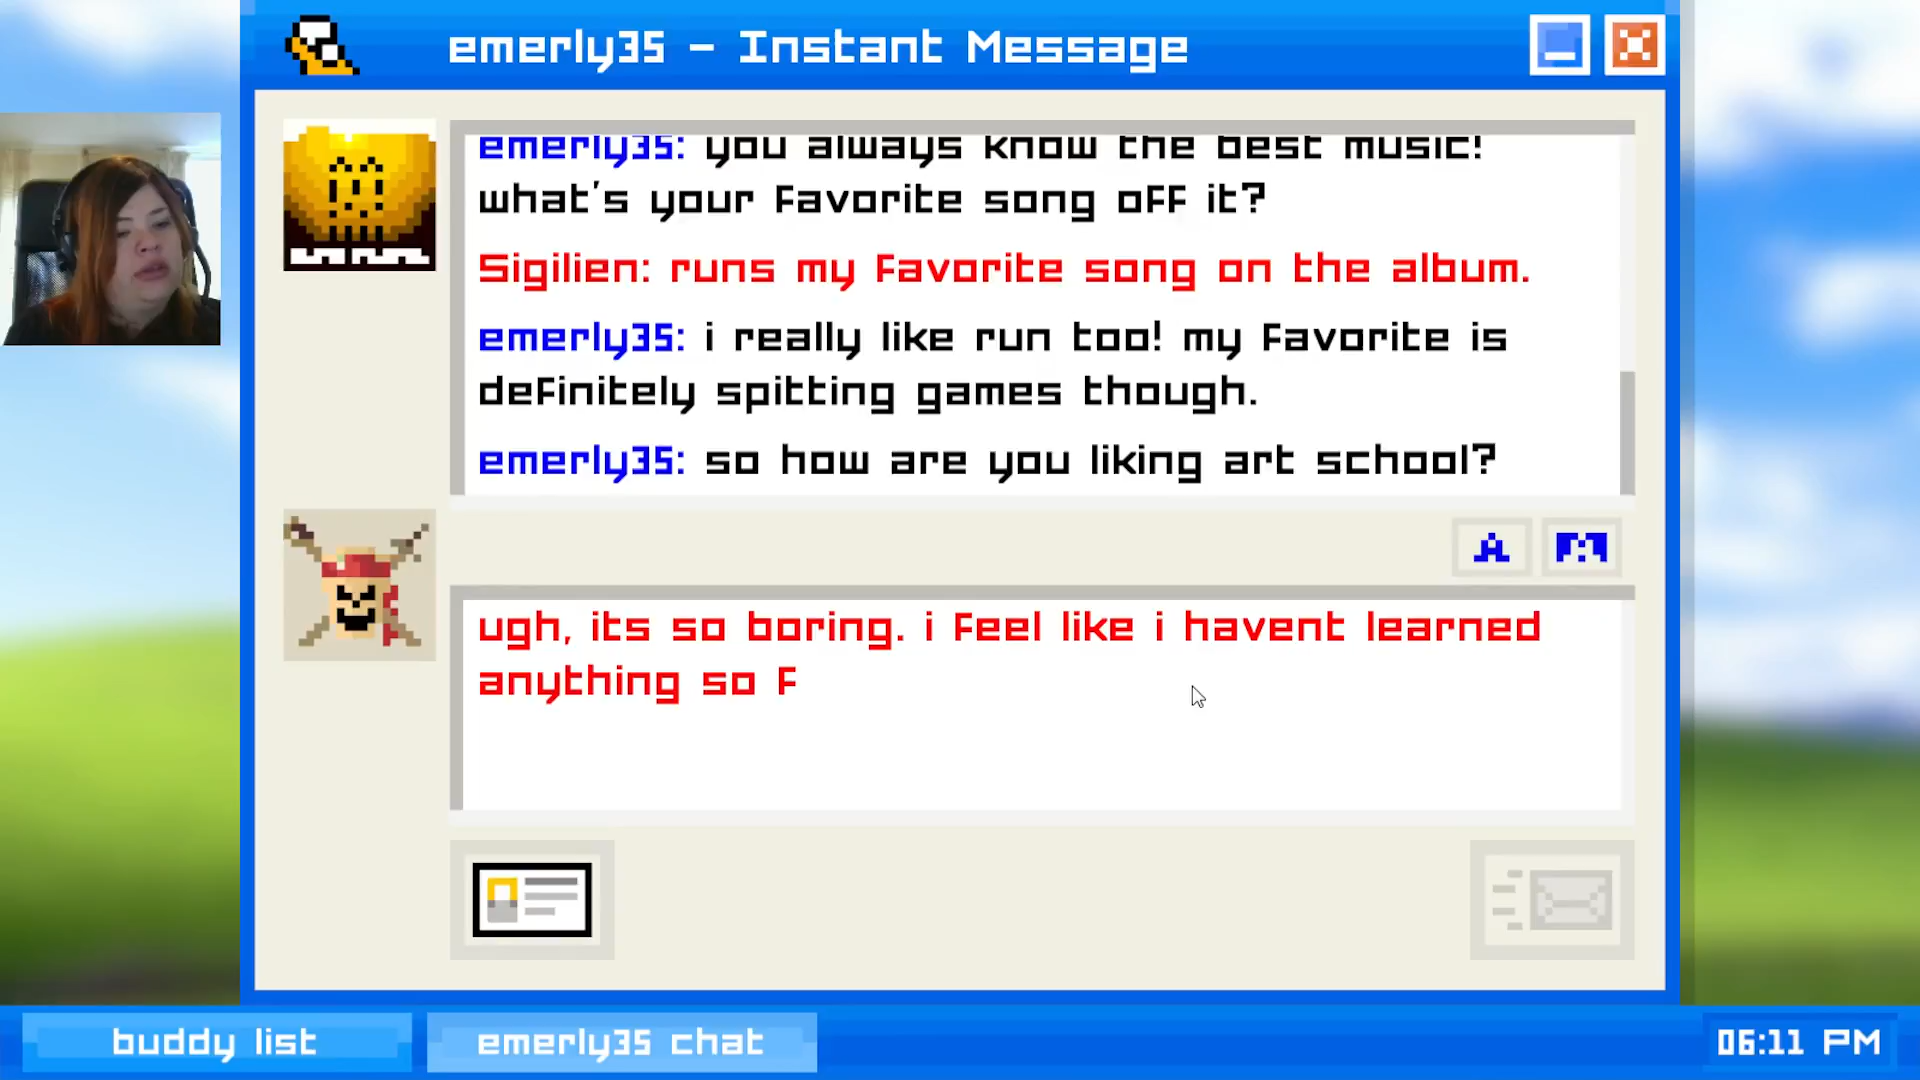 emerly35 - Instant Message
emerly35: you always know the best music!
what's your favorite song off it?
Sigilien: runs my favorite song on the album.
emerly35: i really like run too! my favorite is
definitely spitting games though.
emerly35: so how are you liking art school?
A
ugh, its so boring. i feel like i havent learned
anything so f
buddy list
emerly35 chat
06:11 PM